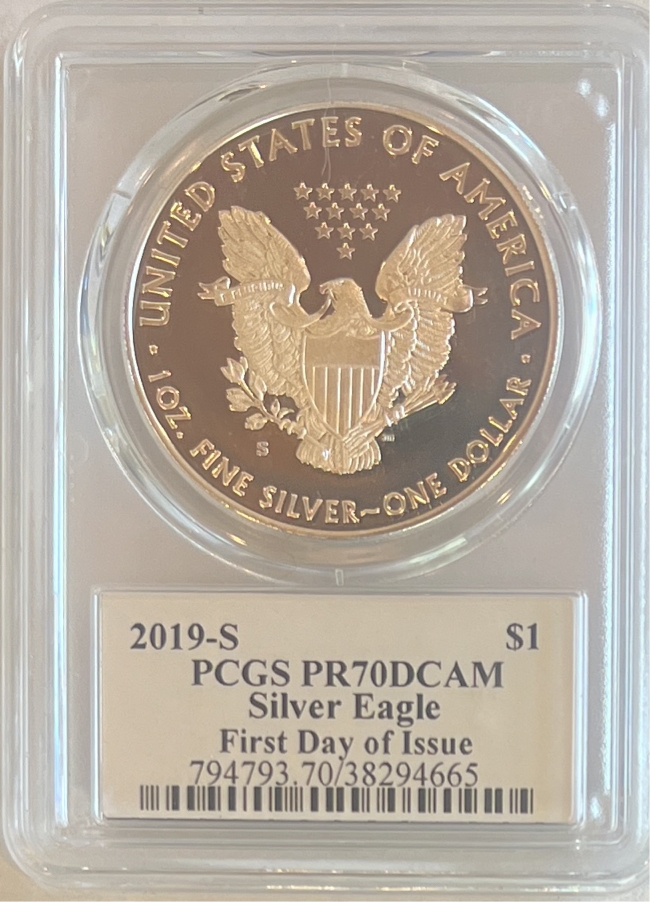 UNITED STATES OF AMERICA
1 OZ. FINE SILVER~ONE DOLLAR
S
2019-S $1
PCGS PR70DCAM
Silver Eagle
First Day of Issue
794793.70/38294665